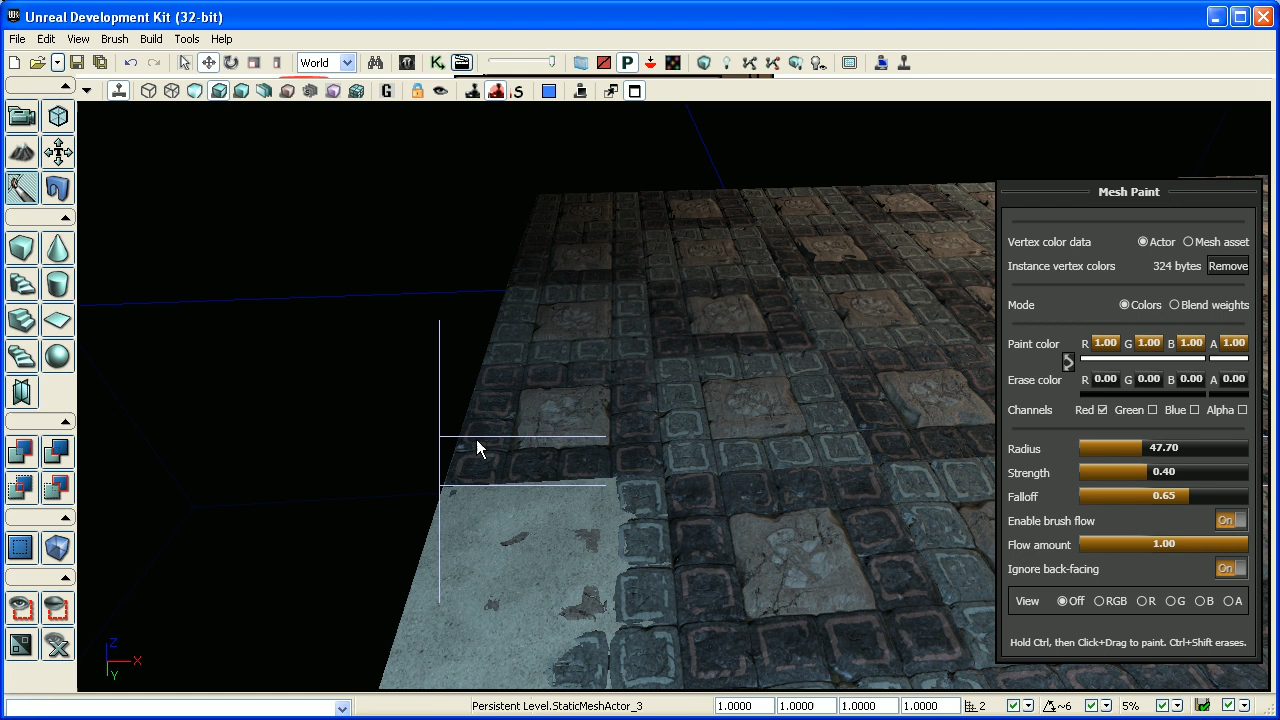 Unreal Development Kit (32-bit)
File Edit View Brush Build Tools Help
World
P
G
S
Mesh Paint
Vertex color data Actor Mesh asset
Instance vertex colors 324 bytes Remove
Mode Colors Blend weights
Paint color R 1.00 G 1.00 B 1.00 A 1.00
Erase color R 0.00 G 0.00 B 0.00 A 0.00
Channels Red Green Blue Alpha
Radius 47.70
Strength 0.40
Falloff 0.65
Enable brush flow On
Flow amount 1.00
Ignore back-facing On
View Off RGB R G B A
Hold Ctrl, then Click+Drag to paint. Ctrl+Shift erases.
Z
X
Y
Persistent Level.StaticMeshActor_3 1.0000 1.0000 1.0000 1.0000 2 ~6 5%